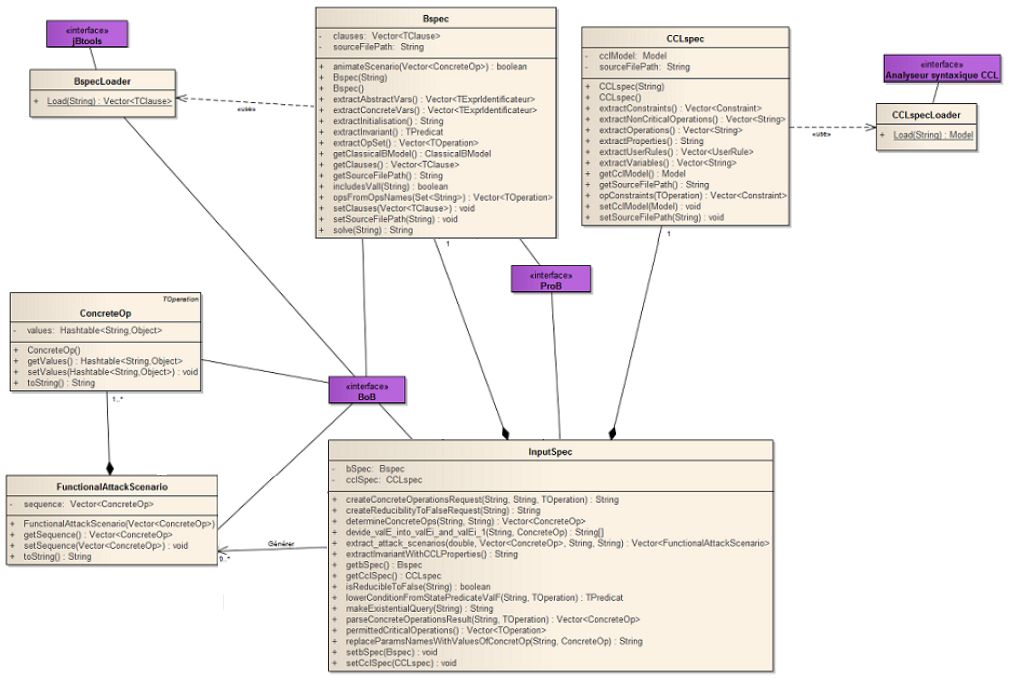 «interface»
jBtools
BspecLoader
+ Load(String) : Vector<TClause>
«use»
Bspec
- clauses: Vector<TClause>
- sourceFilePath: String
+ animateScenario(Vector<ConcreteOp>) : boolean
+ Bspec(String)
+ Bspec()
+ extractAbstractVars() : Vector<TExprIdentificateur>
+ extractConcreteVars() : Vector<TExprIdentificateur>
+ extractInitialisation() : String
+ extractInvariant() : TPredicat
+ extractOpSet() : Vector<TOperation>
+ getClassicalBModel() : ClassicalBModel
+ getClauses() : Vector<TClause>
+ getSourceFilePath() : String
+ includesVall(String) : boolean
+ opsFromOpsNames(Set<String>) : Vector<TOperation>
+ setClauses(Vector<TClause>) : void
+ setSourceFilePath(String) : void
+ solve(String) : String
1
CCLspec
- cclModel: Model
- sourceFilePath: String
+ CCLspec(String)
+ CCLspec()
+ extractConstraints() : Vector<Constraint>
+ extractNonCriticalOperations() : Vector<String>
+ extractOperations() : Vector<String>
+ extractProperties() : String
+ extractUserRules() : Vector<UserRule>
+ extractVariables() : Vector<String>
+ getCclModel() : Model
+ getSourceFilePath() : String
+ opConstraints(TOperation) : Vector<Constraint>
+ setCclModel(Model) : void
+ setSourceFilePath(String) : void
1
«use»
«interface»
Analyseur syntaxique CCL
CCLspecLoader
+ Load(String) : Model
«interface»
ProB
TOperation
ConcreteOp
- values: Hashtable<String,Object>
+ ConcreteOp()
+ getValues() : Hashtable<String,Object>
+ setValues(Hashtable<String,Object>) : void
+ toString() : String
1..*
«interface»
BoB
FunctionalAttackScenario
- sequence: Vector<ConcreteOp>
+ FunctionalAttackScenario(Vector<ConcreteOp>)
+ getSequence() : Vector<ConcreteOp>
+ setSequence(Vector<ConcreteOp>) : void
+ toString() : String
Générer
0..*
InputSpec
- bSpec: Bspec
- cclSpec: CCLspec
+ createConcreteOperationsRequest(String, String, TOperation) : String
+ createReducibilityToFalseRequest(String) : String
+ determineConcreteOps(String, String) : Vector<ConcreteOp>
+ devide_valE_into_valEi_and_valEi_1(String, ConcreteOp) : String[]
+ extract_attack_scenarios(double, Vector<ConcreteOp>, String, String) : Vector<FunctionalAttackScenario>
+ extractInvariantWithCCLProperties() : String
+ getbSpec() : Bspec
+ getCclSpec() : CCLspec
+ isReducibleToFalse(String) : boolean
+ lowerConditionFromStatePredicateValF(String, TOperation) : TPredicat
+ makeExistentialQuery(String) : String
+ parseConcreteOperationsResult(String, TOperation) : Vector<ConcreteOp>
+ permittedCriticalOperations() : Vector<TOperation>
+ replaceParamsNamesWithValuesOfConcretOp(String, ConcreteOp) : String
+ setbSpec(Bspec) : void
+ setCclSpec(CCLspec) : void